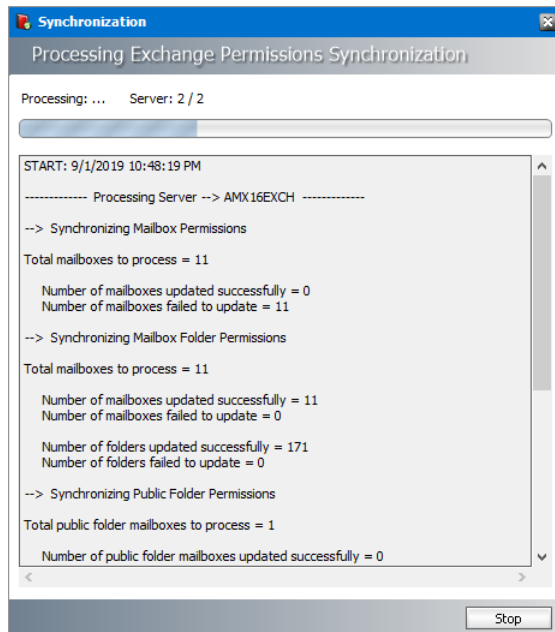 Synchronization
Processing Exchange Permissions Synchronization
Processing: ... Server: 2 / 2
START: 9/1/2019 10:48:19 PM
------------- Processing Server --> AMX16EXCH -------------
--> Synchronizing Mailbox Permissions
Total mailboxes to process = 11
Number of mailboxes updated successfully = 0
Number of mailboxes failed to update = 11
--> Synchronizing Mailbox Folder Permissions
Total mailboxes to process = 11
Number of mailboxes updated successfully = 11
Number of mailboxes failed to update = 0
Number of folders updated successfully = 171
Number of folders failed to update = 0
--> Synchronizing Public Folder Permissions
Total public folder mailboxes to process = 1
Number of public folder mailboxes updated successfully = 0
Stop